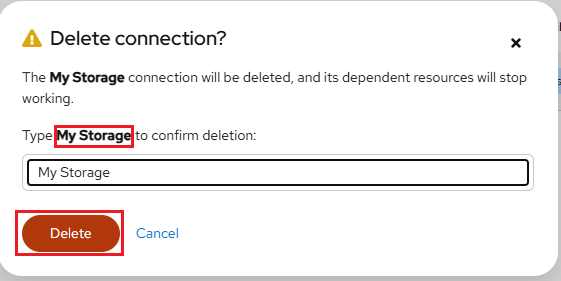 Delete connection?
The My Storage connection will be deleted, and its dependent resources will stop
working.
Type My Storage to confirm deletion:
My Storage
Delete Cancel